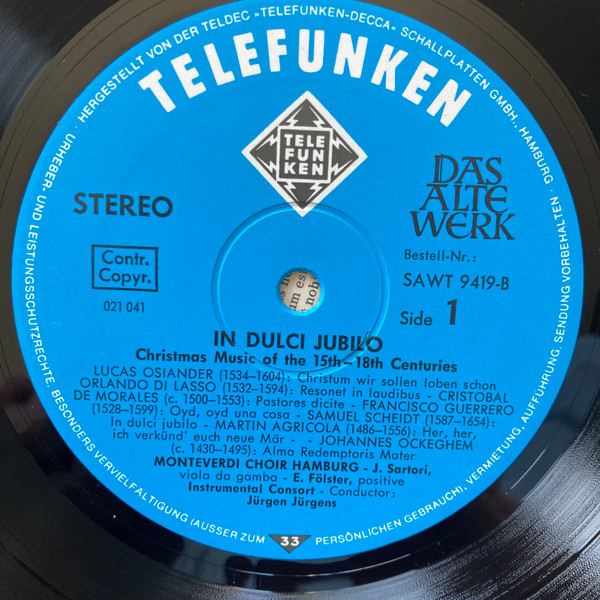 HERGESTELLT VON DER TELDEC »TELEFUNKEN-DECCA« SCHALLPLATTEN GMBH., HAMBURG · URHEBER- UND LEISTUNGSSCHUTZRECHTE, BESONDERS VERVIELFALTIGUNG (AUSSER ZUM PERSÖNLICHEN GEBRAUCH), VERMIETUNG, AUFFÜHRUNG, SENDUNG VORBEHALTEN ·
TELEFUNKEN
TELE
FUN
KEN
STEREO
DAS
ALTE
WERK
Contr.
Copyr.
021 041
Bestell-Nr.:
SAWT 9419-B
Side 1
IN DULCI JUBILO
Christmas Music of the 15th–18th Centuries
LUCAS OSIANDER (1534–1604): Christum wir sollen loben schon
ORLANDO DI LASSO (1532–1594): Resonet in laudibus - CRISTOBAL
DE MORALES (c. 1500–1553): Pastores dicite - FRANCISCO GUERRERO
(1528–1599): Oyd, oyd una cosa - SAMUEL SCHEIDT (1587–1654):
In dulci jubilo - MARTIN AGRICOLA (1486–1556): Her, her,
ich verkünd' euch neue Mär - - JOHANNES OCKEGHEM
(c. 1430–1495): Alma Redemptoris Mater
MONTEVERDI CHOIR HAMBURG - J. Sartori,
viola da gamba - E. Fölster, positive
Instrumental Consort - Conductor:
Jürgen Jürgens
33